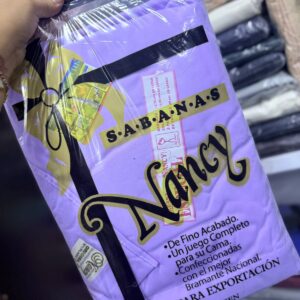 S·A·B·A·N·A·S
Nancy
•De Fino Acabado.
•Un juego Completo
para su Cama.
•Confeccionadas
con el mejor
Bramante Nacional.
PARA EXPORTACIÓN